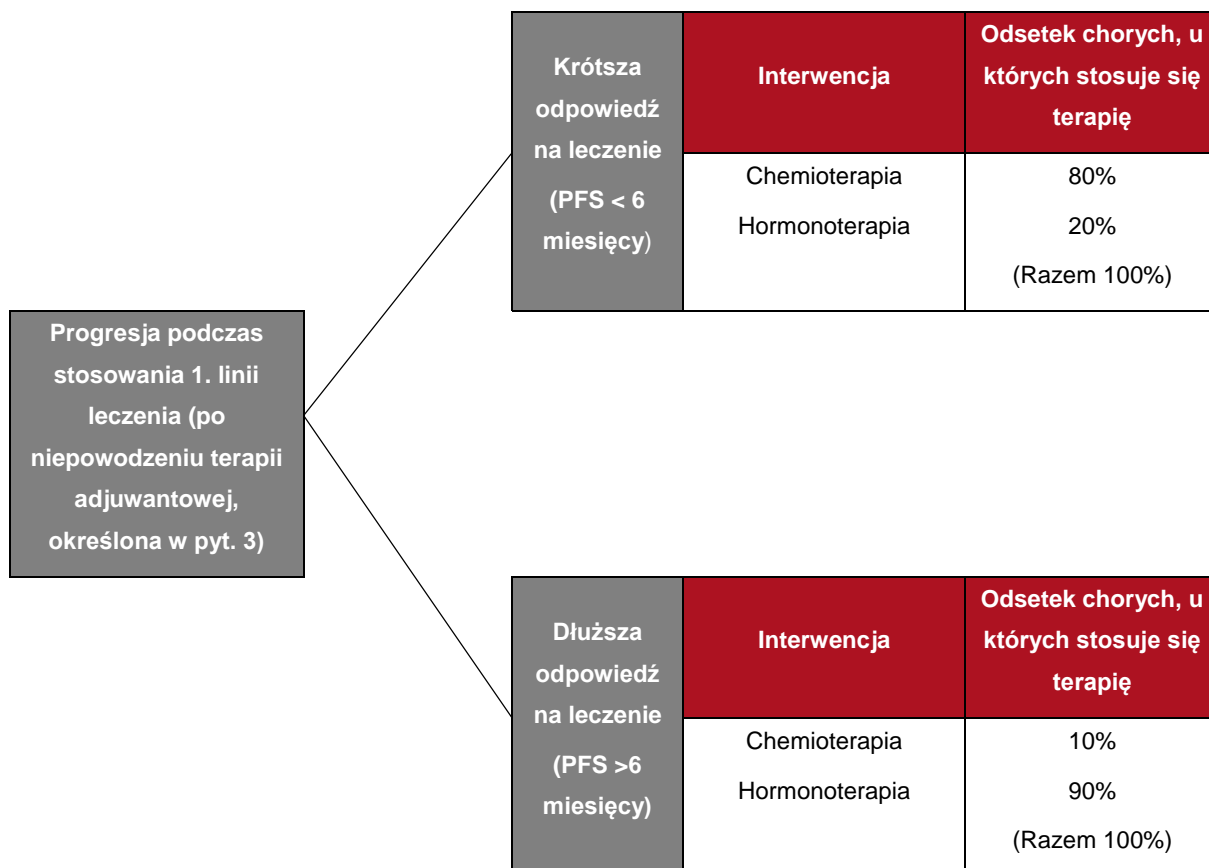 Progresja podczas
stosowania 1. linii
leczenia (po
niepowodzeniu terapii
adjuwantowej,
określona w pyt. 3)
Krótsza
odpowiedź
na leczenie
(PFS < 6
miesięcy)
Interwencja
Odsetek chorych, u
których stosuje się
terapię
Chemioterapia
80%
Hormonoterapia
20%
(Razem 100%)
Dłuższa
odpowiedź
na leczenie
(PFS >6
miesięcy)
Interwencja
Odsetek chorych, u
których stosuje się
terapię
Chemioterapia
10%
Hormonoterapia
90%
(Razem 100%)